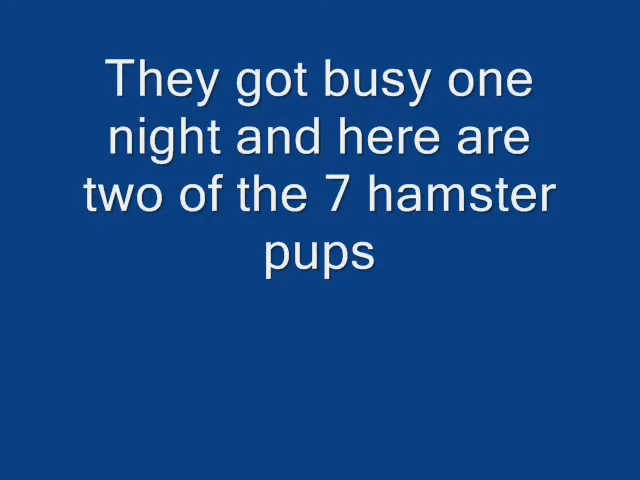 They got busy one
night and here are
two of the 7 hamster
pups